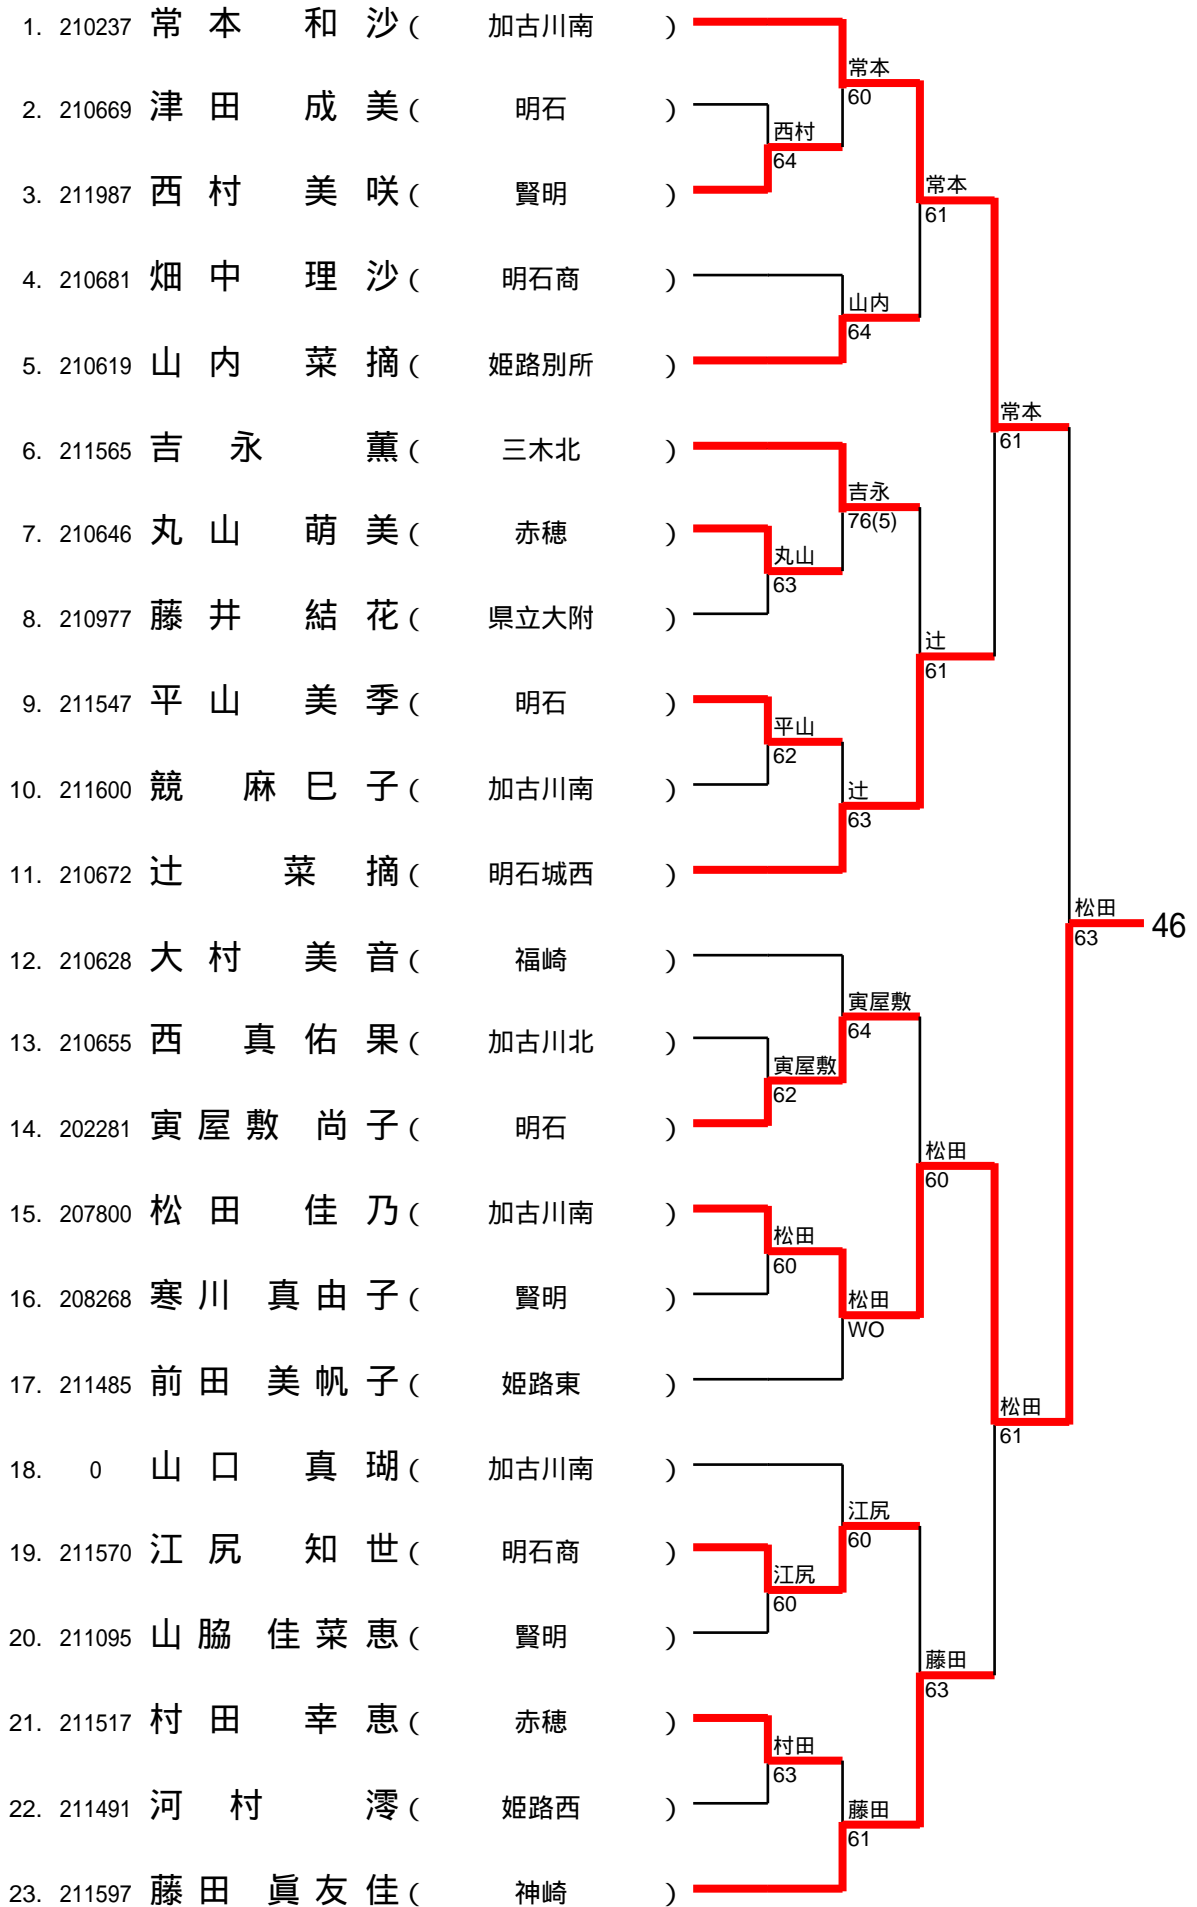 1. 210237 常本 和沙 ( 加古川南 )
常本
60
2. 210669 津田 成美 ( 明石 )
西村
64
3. 211987 西村 美咲 ( 賢明 )
常本
61
4. 210681 畑中 理沙 ( 明石商 )
山内
64
5. 210619 山内 菜摘 ( 姫路別所 )
常本
61
6. 211565 吉永 薫 ( 三木北 )
吉永
76(5)
7. 210646 丸山 萌美 ( 赤穂 )
丸山
63
8. 210977 藤井 結花 ( 県立大附 )
辻
61
9. 211547 平山 美季 ( 明石 )
平山
62
10. 211600 競 麻巳子 ( 加古川南 )
辻
63
11. 210672 辻 菜摘 ( 明石城西 )
松田
63
46
12. 210628 大村 美音 ( 福崎 )
寅屋敷
64
13. 210655 西 真佑果 ( 加古川北 )
寅屋敷
62
14. 202281 寅屋敷 尚子 ( 明石 )
松田
60
15. 207800 松田 佳乃 ( 加古川南 )
松田
60
16. 208268 寒川 真由子 ( 賢明 )
松田
WO
17. 211485 前田 美帆子 ( 姫路東 )
松田
61
18. 0 山口 真瑚 ( 加古川南 )
江尻
60
19. 211570 江尻 知世 ( 明石商 )
江尻
60
20. 211095 山脇 佳菜恵 ( 賢明 )
藤田
63
21. 211517 村田 幸恵 ( 赤穂 )
村田
63
22. 211491 河村 澪 ( 姫路西 )
藤田
61
23. 211597 藤田 眞友佳 ( 神崎 )